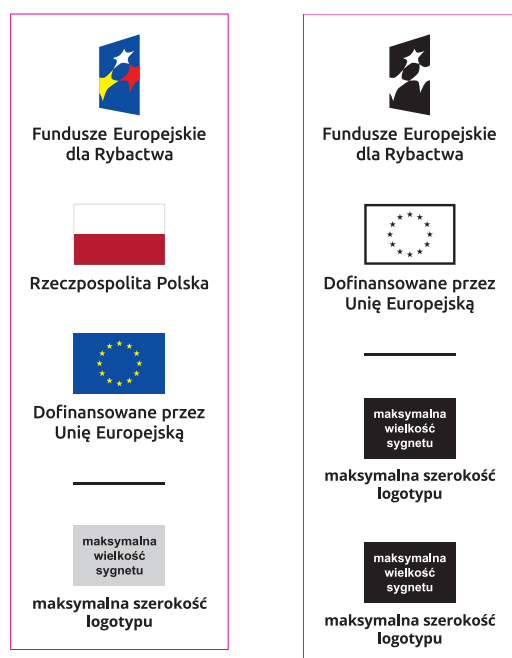 Fundusze Europejskie
dla Rybactwa
Rzeczpospolita Polska
Dofinansowane przez
Unię Europejską
maksymalna
wielkość
sygnetu
maksymalna szerokość
logotypu
Fundusze Europejskie
dla Rybactwa
Dofinansowane przez
Unię Europejską
maksymalna
wielkość
sygnetu
maksymalna szerokość
logotypu
maksymalna
wielkość
sygnetu
maksymalna szerokość
logotypu